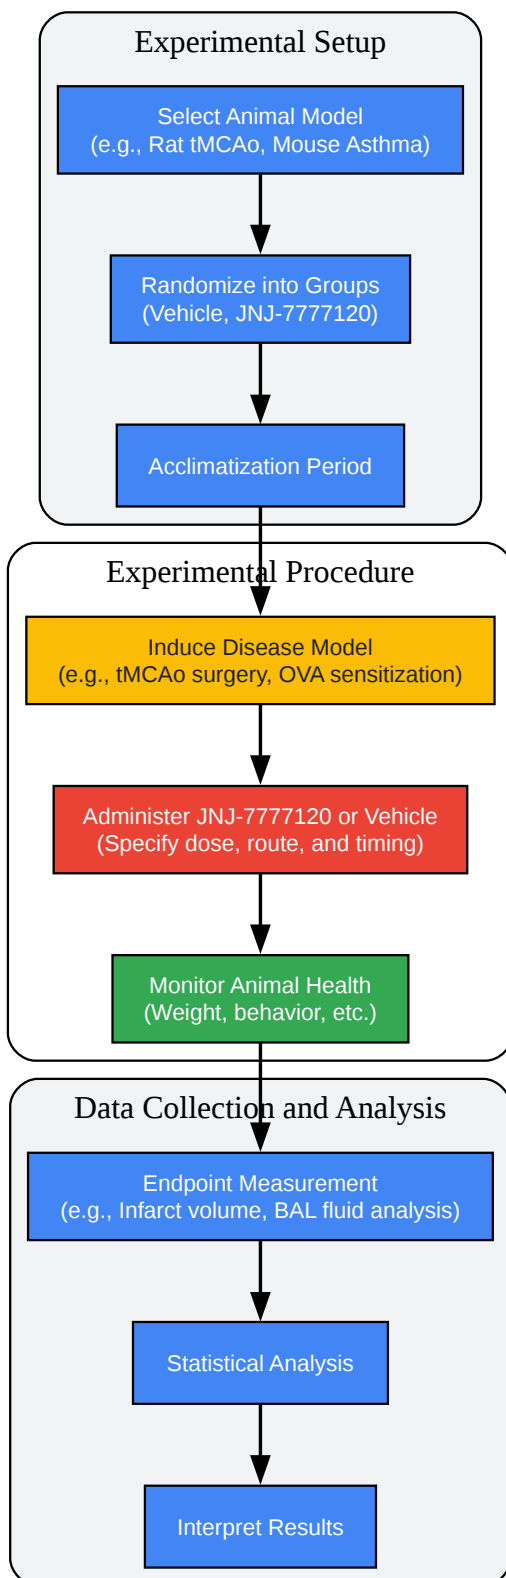 Experimental Setup
Select Animal Model
(e.g., Rat tMCAo, Mouse Asthma)
Randomize into Groups
(Vehicle, JNJ-7777120)
Acclimatization Period
Experimental Procedure
Induce Disease Model
(e.g., tMCAo surgery, OVA sensitization)
Administer JNJ-7777120 or Vehicle
(Specify dose, route, and timing)
Monitor Animal Health
(Weight, behavior, etc.)
Data Collection and Analysis
Endpoint Measurement
(e.g., Infarct volume, BAL fluid analysis)
Statistical Analysis
Interpret Results